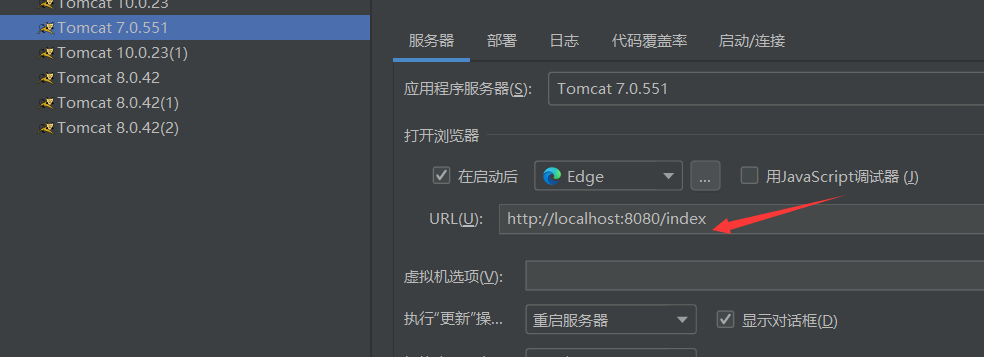 Tomcat 10.0.23
Tomcat 7.0.551
Tomcat 10.0.23(1)
Tomcat 8.0.42
Tomcat 8.0.42(1)
Tomcat 8.0.42(2)
服务器 部署 日志 代码覆盖率 启动/连接
应用程序服务器(S): Tomcat 7.0.551
打开浏览器
在启动后 Edge ... 用JavaScript调试器 (J)
URL(U): http://localhost:8080/index
虚拟机选项(V):
执行“更新”操... 重启服务器 显示对话框(D)